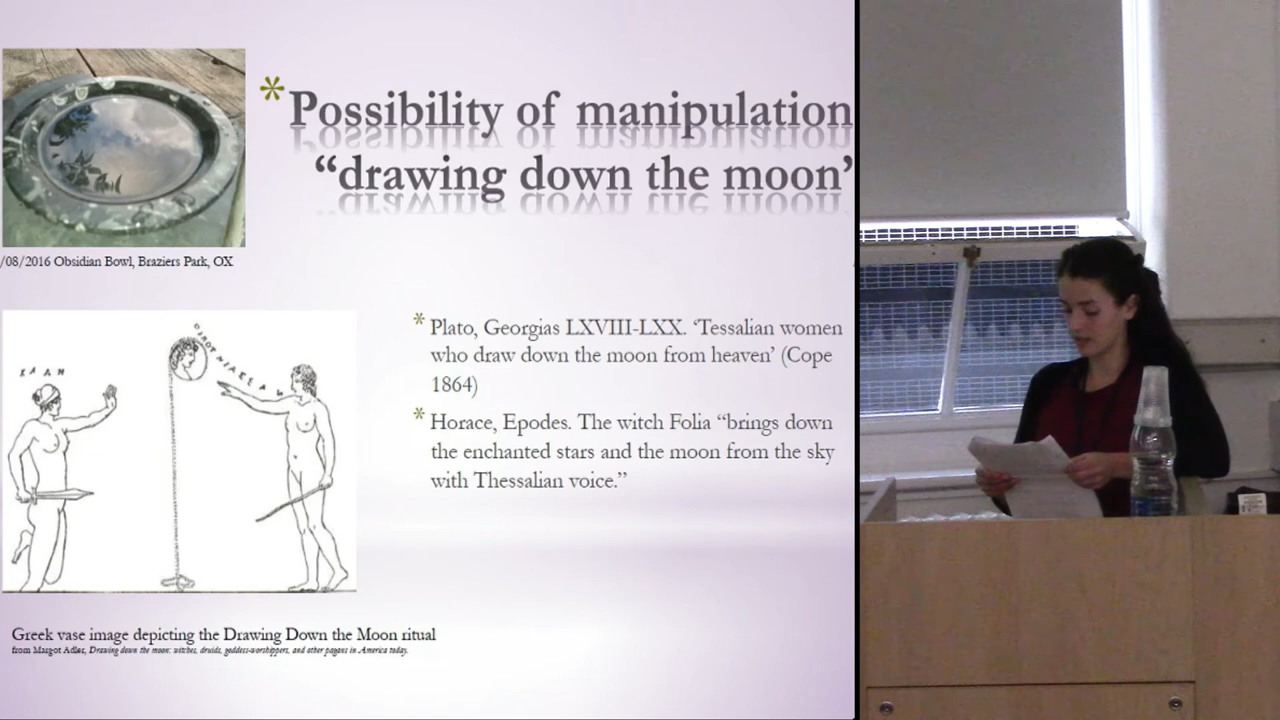 * Possibility of manipulation
“drawing down the moon’
/08/2016 Obsidian Bowl, Braziers Park, OX
* Plato, Georgias LXVIII-LXX. ‘Tessalian women
who draw down the moon from heaven’ (Cope
1864)
* Horace, Epodes. The witch Folia “brings down
the enchanted stars and the moon from the sky
with Thessalian voice.”
ΚΑΛΗ
Greek vase image depicting the Drawing Down the Moon ritual
from Margot Adler, Drawing down the moon: witches, druids, goddess-worshippers, and other pagans in America today.